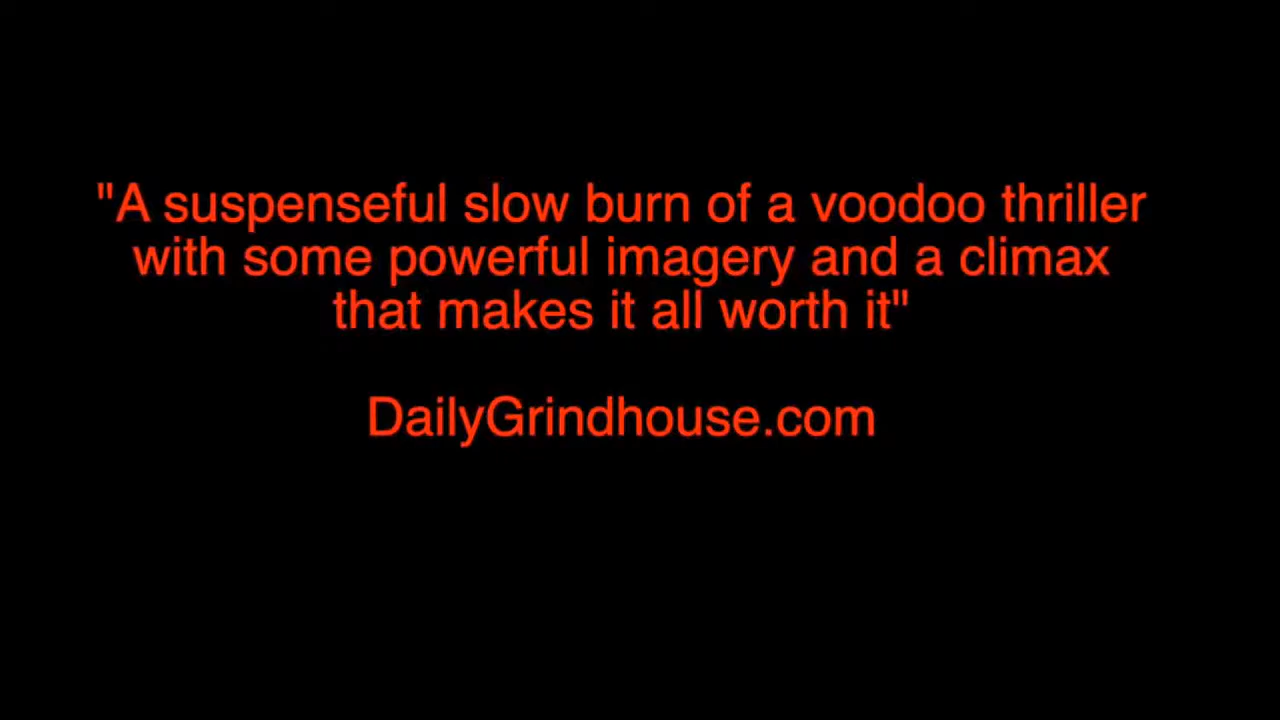 "A suspenseful slow burn of a voodoo thriller
with some powerful imagery and a climax
that makes it all worth it"
DailyGrindhouse.com